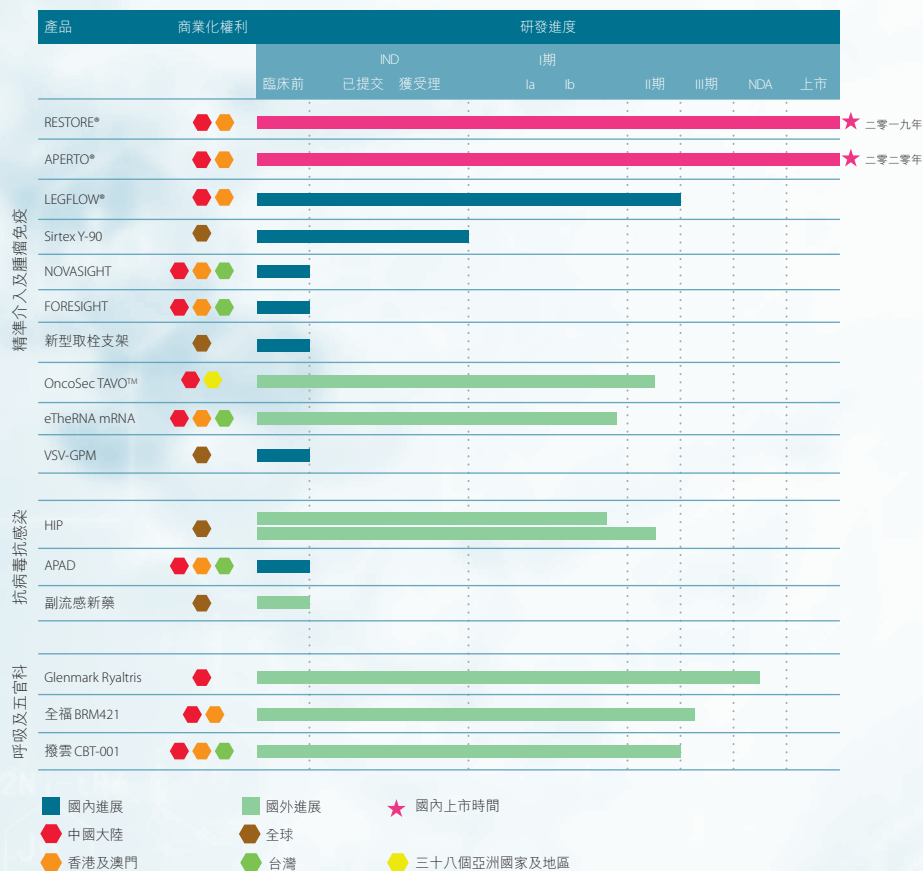 產品 商業化權利 研發進度
IND I期
臨床前 已提交 獲受理 Ia Ib II期 III期 NDA 上市
精準介入及腫瘤免疫
RESTORE® 二零一九年
APERTO® 二零二零年
LEGFLOW®
Sirtex Y-90
NOVASIGHT
FORESIGHT
新型取栓支架
OncoSec TAVO™
eTheRNA mRNA
VSV-GPM
抗病毒抗感染
HIP
APAD
副流感新藥
呼吸及五官科
Glenmark Ryaltris
全福 BRM421
撥雲 CBT-001
國內進展 國外進展 國內上市時間
中國大陸 全球
香港及澳門 台灣 三十八個亞洲國家及地區